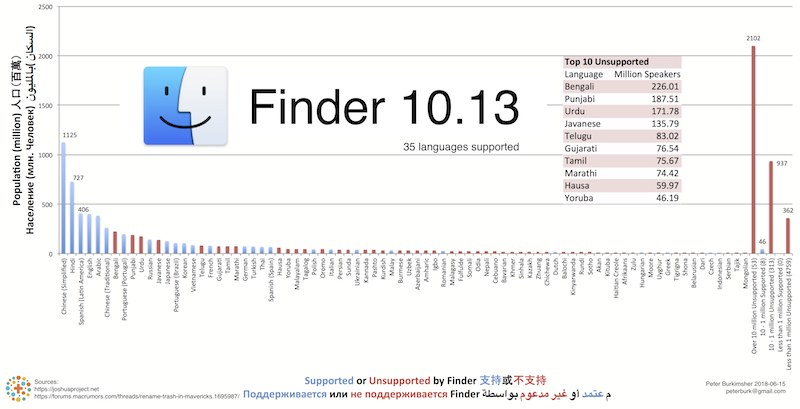 Finder 10.13
35 languages supported
Top 10 Unsupported
Language Million Speakers
Bengali 226.01
Punjabi 187.51
Urdu 171.78
Javanese 135.79
Telugu 83.02
Gujarati 76.54
Tamil 75.67
Marathi 74.42
Hausa 59.97
Yoruba 46.19
Population (million) 人口 (百萬)
Население (млн. Человек) السكان (بالمليون)
2500
2000
1500
1000
500
0
1125
727
406
2102
46
937
362
Chinese (Simplified)
Hindi
Spanish (Latin America)
English
Arabic
Chinese (Traditional)
Bengali
Portuguese (Portugal)
Punjabi
Urdu
Russian
Javanese
Japanese
Portuguese (Brazil)
Korean
Vietnamese
Telugu
French
Gujarati
Tamil
Marathi
German
Turkish
Thai
Spanish (Spain)
Hausa
Yoruba
Malayalam
Tagalog
Polish
Oromo
Italian
Persian
Sunda
Ukrainian
Kannada
Pashto
Kurdish
Malay
Burmese
Uzbek
Azerbaijani
Amharic
Igbo
Romanian
Malagasy
Fulfulde
Somali
Odia
Nepali
Cebuano
Bavarian
Khmer
Sinhala
Kazakh
Zhuang
Chichewa
Dutch
Balochi
Kinyarwanda
Rundi
Sotho
Akan
Kituba
Haitian Creole
Afrikaans
Zulu
Hungarian
Moore
Uyghur
Greek
Tigrigna
Shona
Belarusian
Dari
Czech
Indonesian
Serbian
Tajik
Mongolian
Over 10 million Unsupported (53)
10 - 1 million Supported (8)
10 - 1 million Unsupported (313)
Less than 1 million Supported (0)
Less than 1 million Unsupported (4759)
Sources:
https://joshuaproject.net
https://forums.macrumors.com/threads/rename-trash-in-mavericks.1695987/
Supported or Unsupported by Finder 支持或不支持
Поддерживается или не поддерживается Finder معتمد او غير مدعوم بواسطة
Peter Burkimsher 2018-06-15
peterburk@gmail.com